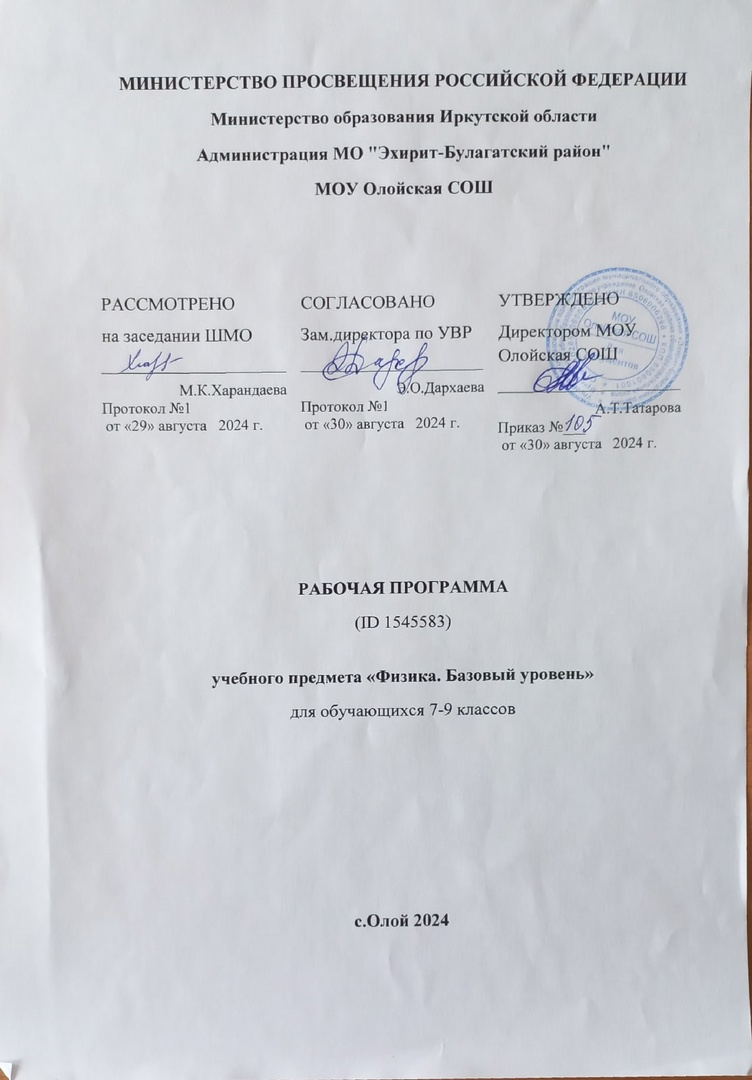 МИНИСТЕРСТВО ПРОСВЕЩЕНИЯ РОССИЙСКОЙ ФЕДЕРАЦИИ
Министерство образования Иркутской области
Администрация МО "Эхирит-Булагатский район"
МОУ Олойская СОШ
РАССМОТРЕНО
на заседании ШМО
М.К.Харандаева
Протокол №1
от «29» августа 2024 г.
СОГЛАСОВАНО
Зам.директора по УВР
Э.О.Дархаева
Протокол №1
от «30» августа 2024 г.
УТВЕРЖДЕНО
Директором МОУ
Олойская СОШ
А.Т.Татарова
Приказ №105
от «30» августа 2024 г.
МОУ
СОШ
РАБОЧАЯ ПРОГРАММА
(ID 1545583)
учебного предмета «Физика. Базовый уровень»
для обучающихся 7-9 классов
с.Олой 2024